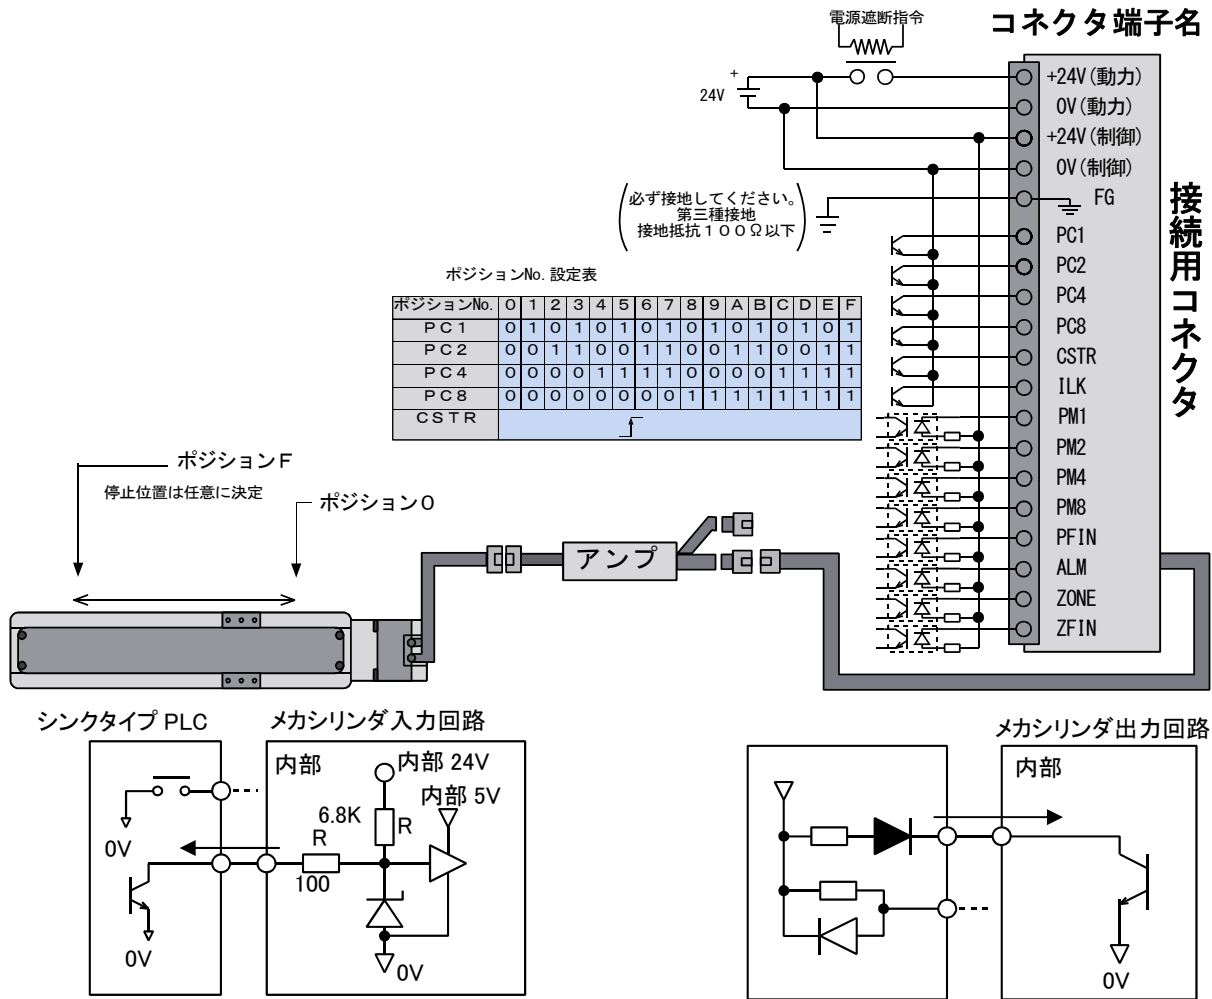 電源遮断指令
コネクタ端子名
+
24V
+24V(動力)
0V(動力)
+24V(制御)
0V(制御)
FG
必ず接地してください。
第三種接地
接地抵抗100Ω以下
PC1
PC2
PC4
PC8
CSTR
ILK
PM1
PM2
PM4
PM8
PFIN
ALM
ZONE
ZFIN
接続用コネクタ
ポジションNo. 設定表
ポジションNo. 0 1 2 3 4 5 6 7 8 9 A B C D E F
PC1 0 1 0 1 0 1 0 1 0 1 0 1 0 1 0 1
PC2 0 0 1 1 0 0 1 1 0 0 1 1 0 0 1 1
PC4 0 0 0 0 1 1 1 1 0 0 0 0 1 1 1 1
PC8 0 0 0 0 0 0 0 0 1 1 1 1 1 1 1 1
CSTR
ポジションF
停止位置は任意に決定
ポジション0
アンプ
シンクタイプ PLC
0V
0V
メカシリンダ入力回路
内部
内部 24V
内部 5V
6.8K
R
R
100
0V
メカシリンダ出力回路
内部
0V